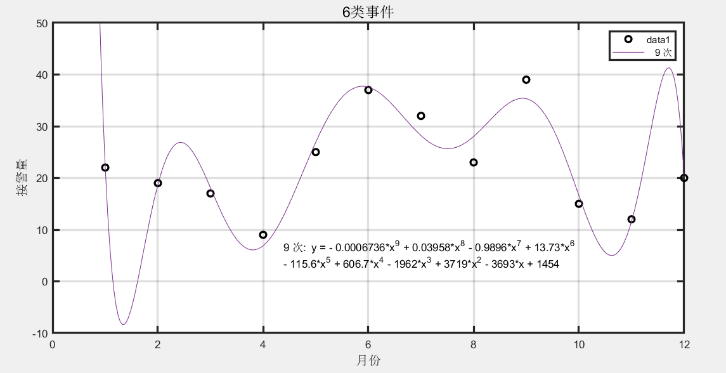 6类事件
50
40
30
20
10
0
-10
接警量
data1
9 次
9 次: y = - 0.0006736*x^9 + 0.03958*x^8 - 0.9896*x^7 + 13.73*x^6
- 115.6*x^5 + 606.7*x^4 - 1962*x^3 + 3719*x^2 - 3693*x + 1454
0 2 4 6 8 10 12
月份